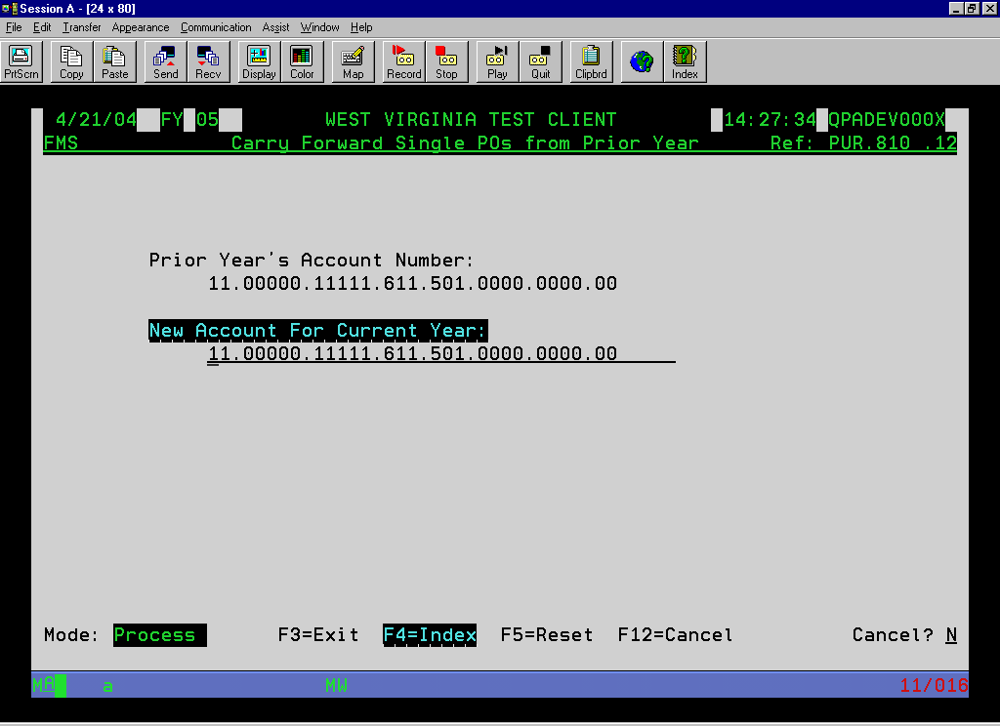 Session A - [24 x 80]
File Edit Transfer Appearance Communication Assist Window Help
PrtScrn Copy Paste Send Recv Display Color Map Record Stop Play Quit Clipbrd Index
4/21/04 FY 05 WEST VIRGINIA TEST CLIENT 14:27:34 QPADEV000X
FMS Carry Forward Single POs from Prior Year Ref: PUR.810 .12
Prior Year's Account Number:
11.00000.11111.611.501.0000.0000.00
New Account For Current Year:
11.00000.11111.611.501.0000.0000.00
Mode: Process F3=Exit F4=Index F5=Reset F12=Cancel Cancel? N
MA a MW 11/016